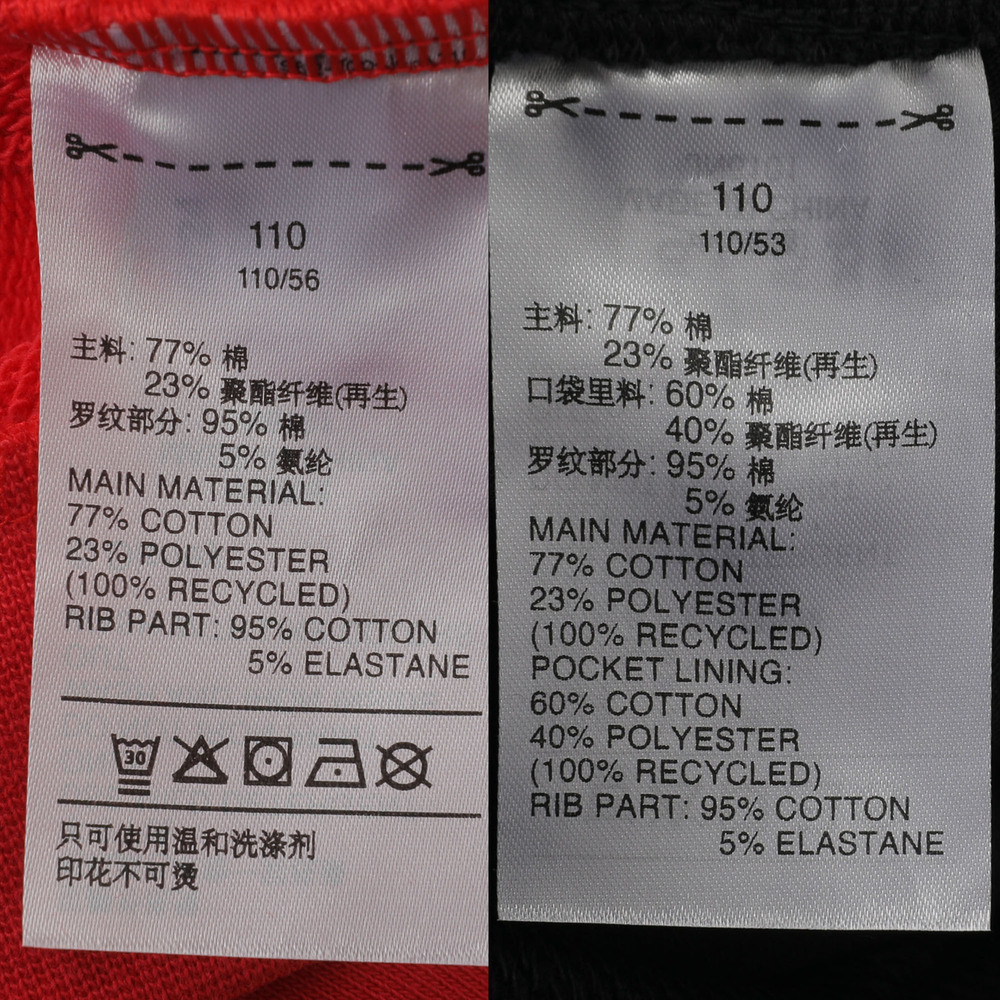 110
110/56
主料: 77% 棉
23% 聚酯纤维(再生)
罗纹部分: 95% 棉
5% 氨纶
MAIN MATERIAL:
77% COTTON
23% POLYESTER
(100% RECYCLED)
RIB PART: 95% COTTON
5% ELASTANE
30
只可使用温和洗涤剂
印花不可烫
110
110/53
主料: 77% 棉
23% 聚酯纤维(再生)
口袋里料: 60% 棉
40% 聚酯纤维(再生)
罗纹部分: 95% 棉
5% 氨纶
MAIN MATERIAL:
77% COTTON
23% POLYESTER
(100% RECYCLED)
POCKET LINING:
60% COTTON
40% POLYESTER
(100% RECYCLED)
RIB PART: 95% COTTON
5% ELASTANE